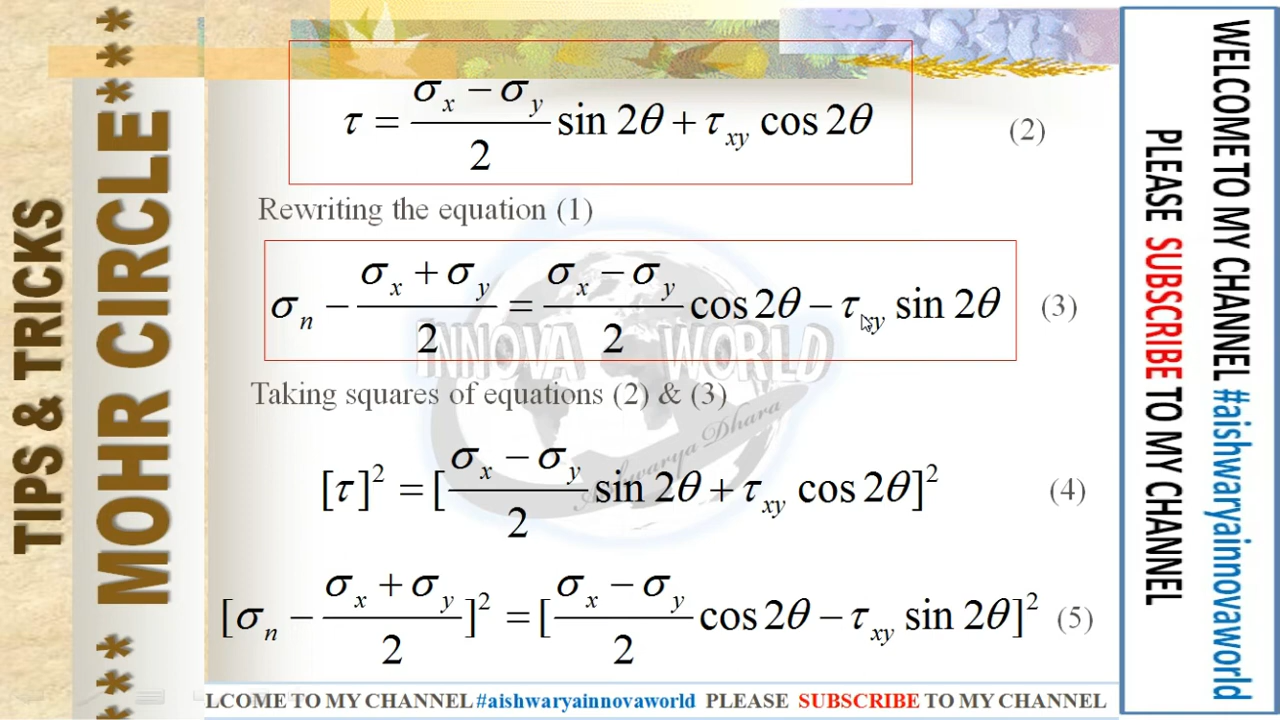 τ = (σx − σy)/2 sin 2θ + τxy cos 2θ (2)
Rewriting the equation (1)
σn − (σx + σy)/2 = (σx − σy)/2 cos 2θ − τxy sin 2θ (3)
Taking squares of equations (2) & (3)
[τ]² = [(σx − σy)/2 sin 2θ + τxy cos 2θ]² (4)
[σn − (σx + σy)/2]² = [(σx − σy)/2 cos 2θ − τxy sin 2θ]² (5)
INNOVA WORLD
Dhara
TIPS & TRICKS
*** MOHR CIRCLE***
WELCOME TO MY CHANNEL #aishwaryainnovaworld
PLEASE SUBSCRIBE TO MY CHANNEL
LCOME TO MY CHANNEL #aishwaryainnovaworld PLEASE SUBSCRIBE TO MY CHANNEL